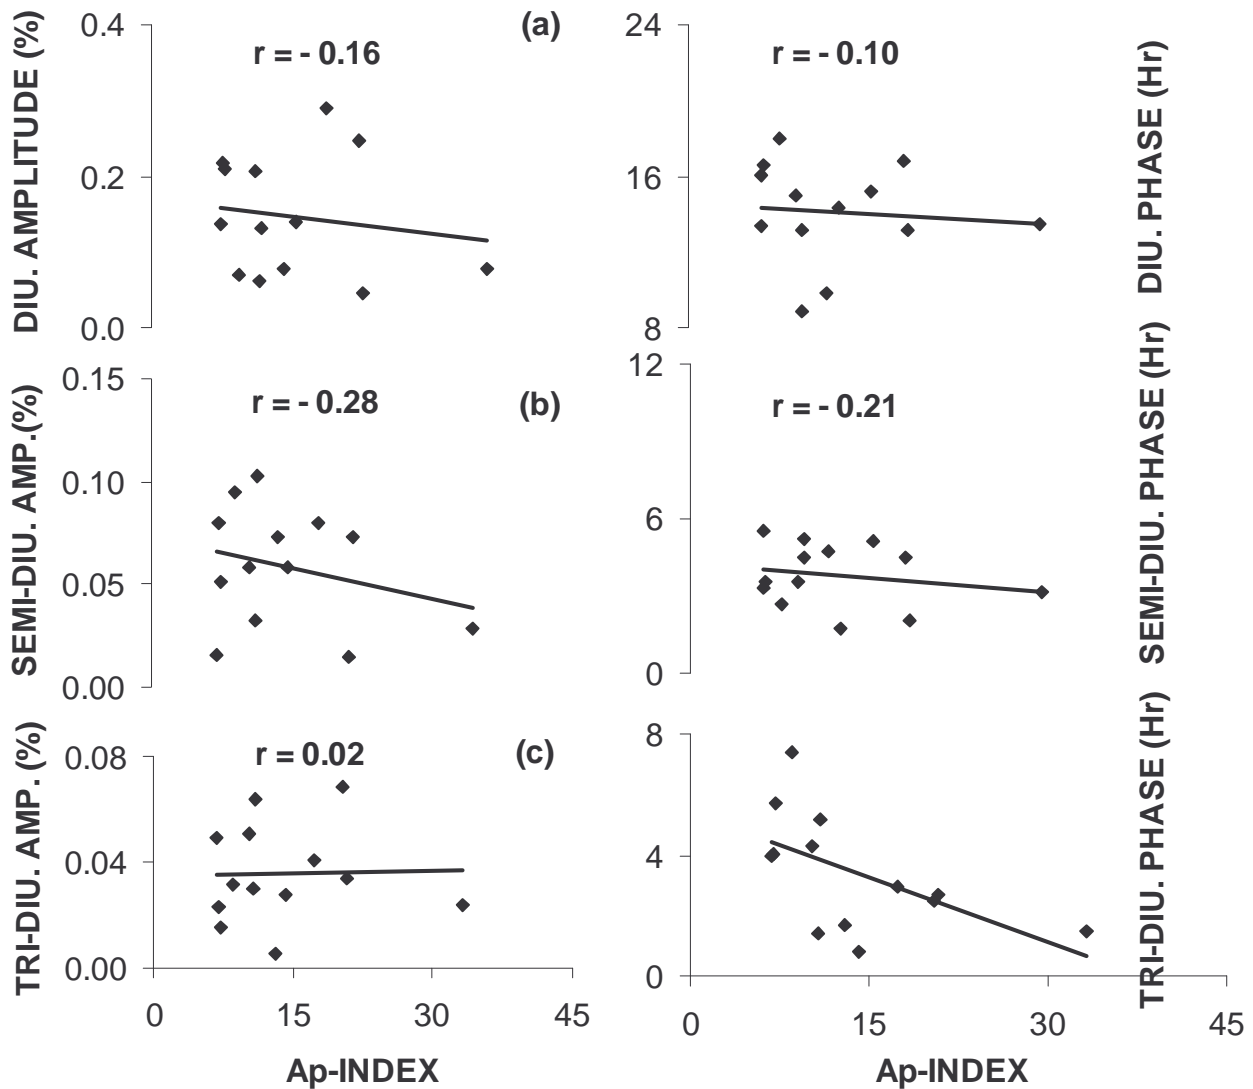 (a)
DIU. AMPLITUDE (%)
0.4
0.2
0.0
r = - 0.16
24
16
8
r = - 0.10
DIU. PHASE (Hr)
(b)
SEMI-DIU. AMP.(%)
0.15
0.10
0.05
0.00
r = - 0.28
12
6
0
r = - 0.21
SEMI-DIU. PHASE (Hr)
(c)
TRI-DIU. AMP. (%)
0.08
0.04
0.00
r = 0.02
0 15 30 45
Ap-INDEX
8
4
0
TRI-DIU. PHASE (Hr)
0 15 30 45
Ap-INDEX